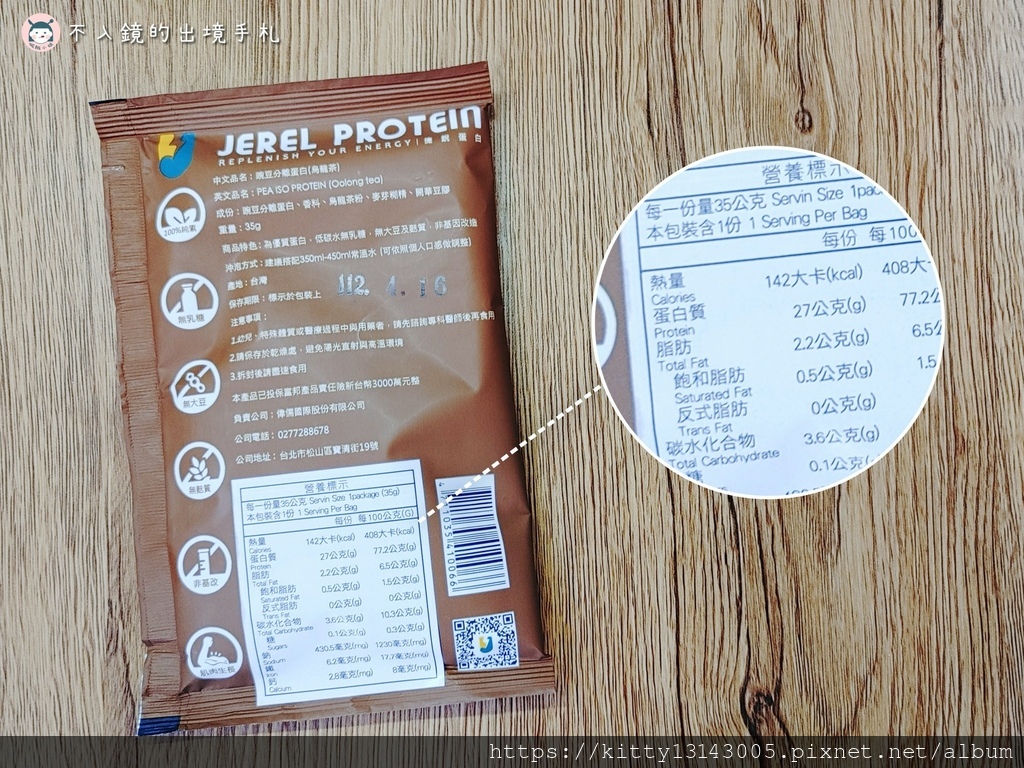 不入鏡的出境手札
JEREL PROTEIN
REPLENISH YOUR ENERGY
中文品名：豌豆分離蛋白(烏龍茶)
英文品名：PEA ISO PROTEIN (Oolong tea)
成份：豌豆分離蛋白、香料、烏龍茶粉、麥芽糊精、關華豆膠
重量：35g
商品特色：為優質蛋白，低碳水無乳糖，無大豆及麩質，非基因改造
沖泡方式：建議搭配350ml-450ml常溫水 (可依照個人口感做調整)
產地：台灣
保存期限：標示於包裝上
112. 4. 16
注意事項：
1.幼兒、特殊體質或醫療過程中與用藥者，請先諮詢專科醫師後再食用
2.請保存於乾燥處，避免陽光直射與高溫環境
3.拆封後請盡速食用
本產品已投保富邦產品責任險新台幣3000萬元整
負責公司：偉儒國際股份有限公司
公司電話：0277288678
公司地址：台北市松山區寶清街19號
100%純素
無乳糖
無大豆
無麩質
非基改
肌肉生長
營養標示
每一份量35公克 Servin Size 1package (35g)
本包裝含1份 1 Serving Per Bag
每份 每100公克(G)
熱量 142大卡(kcal) 408大卡(kcal)
Calories
蛋白質 27公克(g) 77.2公克(g)
Protein
脂肪 2.2公克(g) 6.5公克(g)
Total Fat
飽和脂肪 0.5公克(g) 1.5公克(g)
Saturated Fat
反式脂肪 0公克(g) 0公克(g)
Trans Fat
碳水化合物 3.6公克(g) 10.3公克(g)
Total Carbohydrate
糖 0.1公克(g) 0.3公克(g)
Sugars
鈉 430.5毫克(mg) 1230毫克(mg)
Sodium
鐵 6.2毫克(mg) 17.7毫克(mg)
Iron
鈣 2.8毫克(mg) 8毫克(mg)
Calcium
營養標示
每一份量35公克 Servin Size 1pac
本包裝含1份 1 Serving Per Bag
每份 每100
熱量 142大卡(kcal) 408大
Calories
蛋白質 27公克(g) 77.2公
Protein
脂肪 2.2公克(g) 6.5公
Total Fat
飽和脂肪 0.5公克(g) 1.5
Saturated Fat
反式脂肪 0公克(g)
Trans Fat
碳水化合物 3.6公克(g)
Total Carbohydrate
糖 0.1公克(
https://kitty13143005.pixnet.net/album